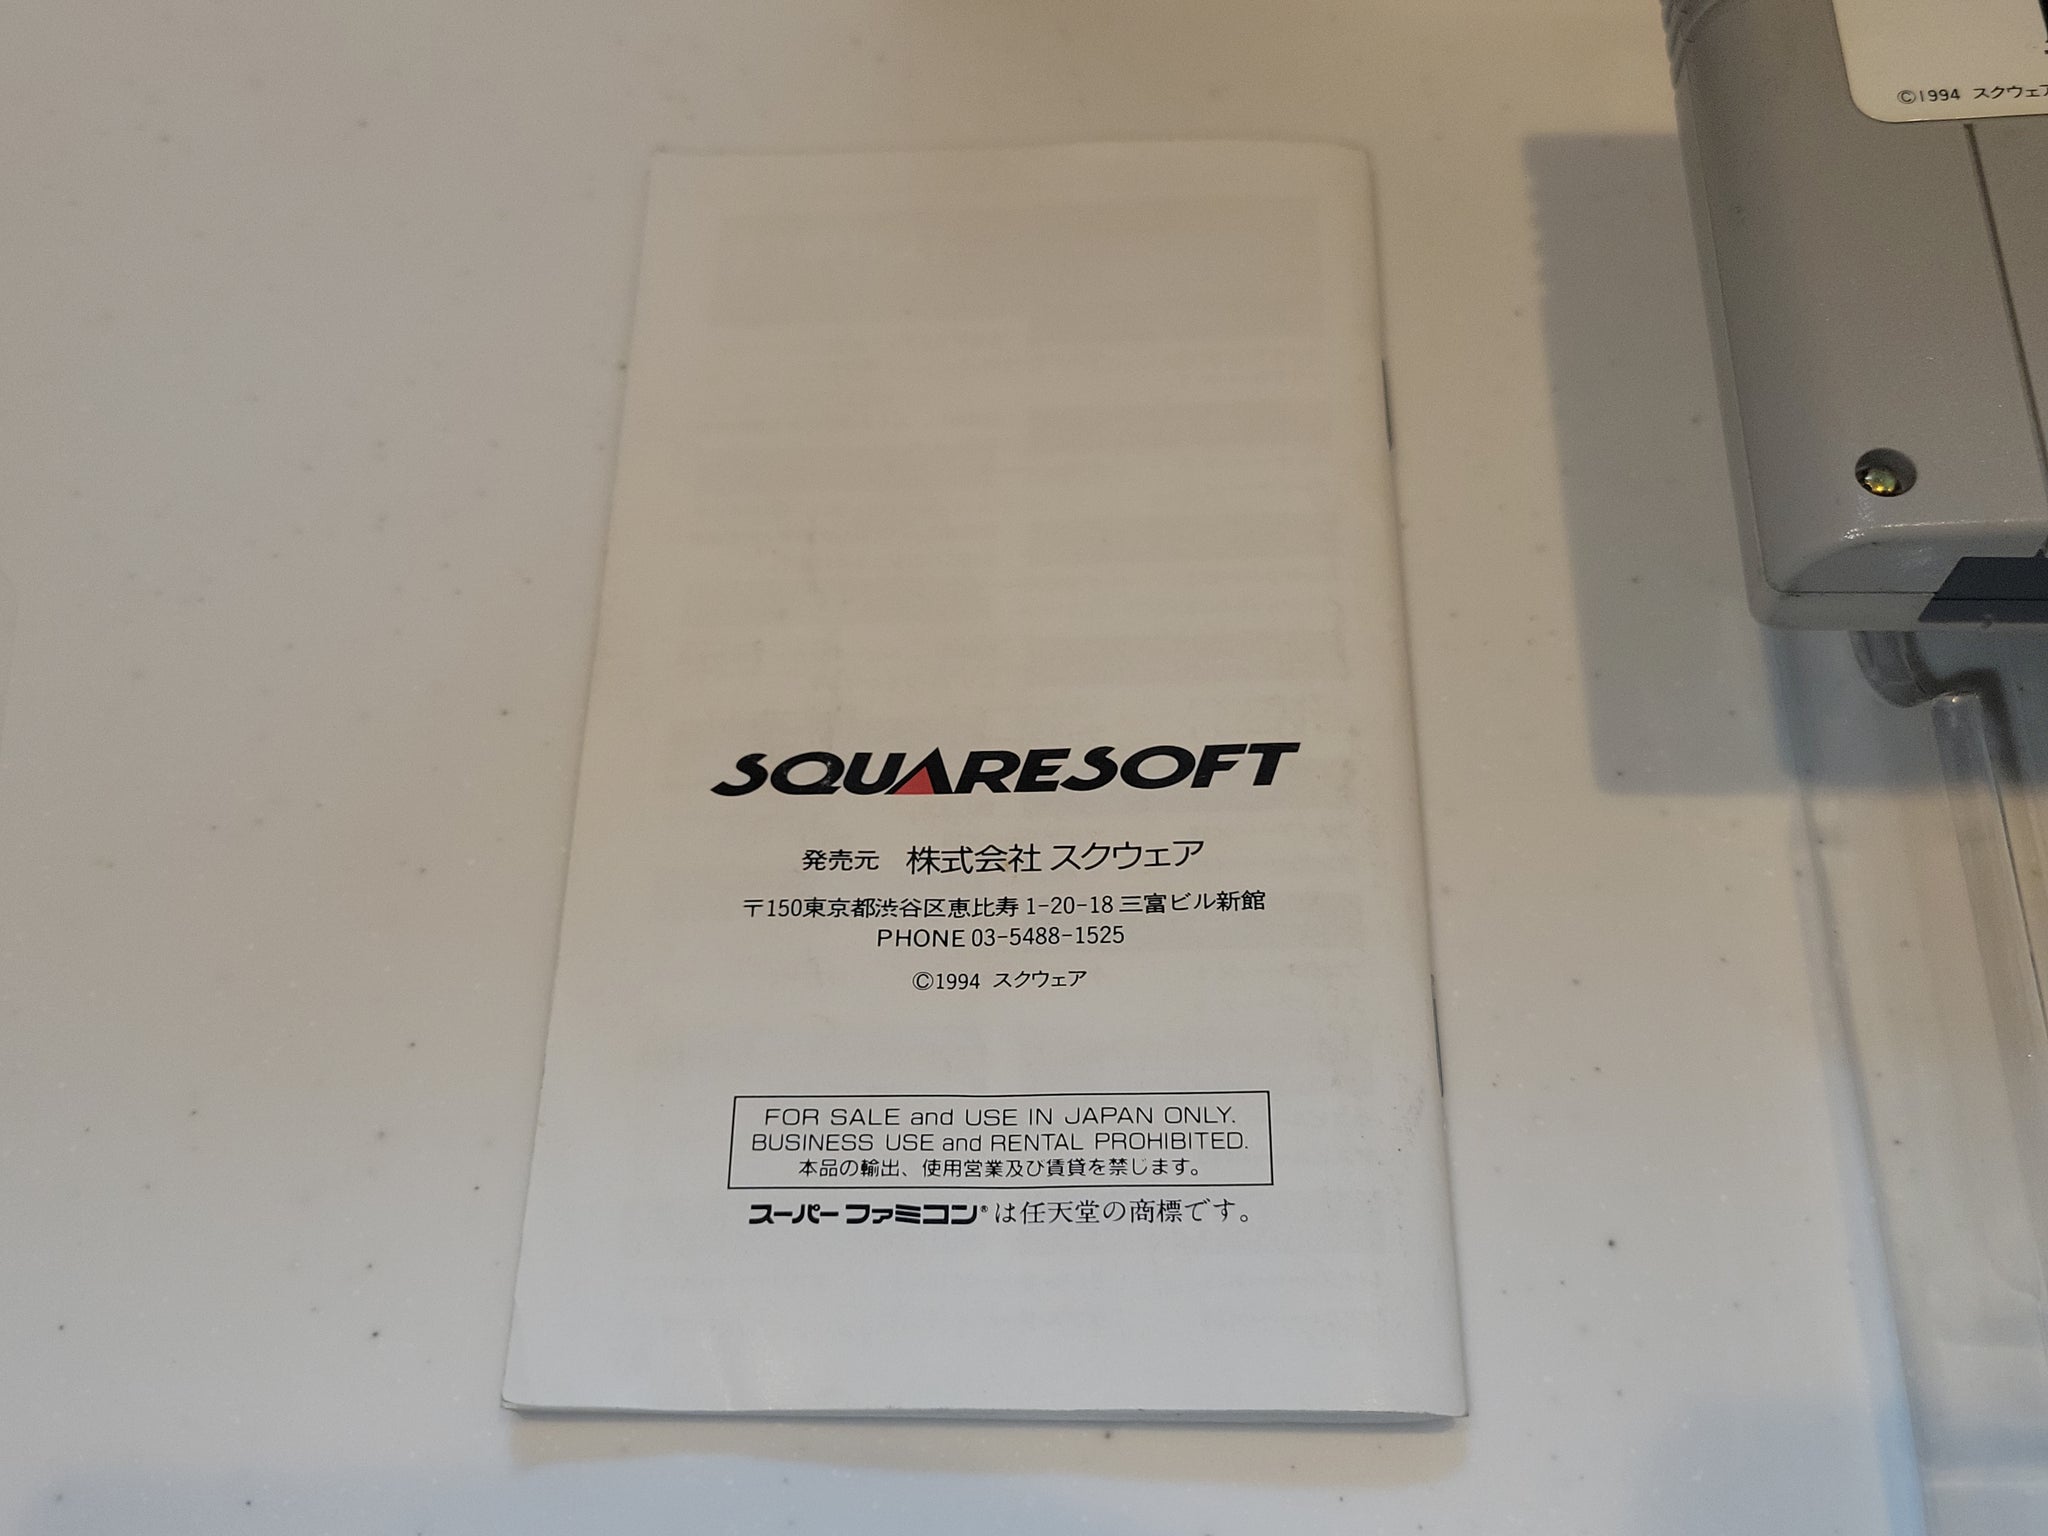 ©1994 スクウェア
SQUARESOFT
発売元 株式会社 スクウェア
〒150東京都渋谷区恵比寿1-20-18三富ビル新館
PHONE 03-5488-1525
©1994 スクウェア
FOR SALE and USE IN JAPAN ONLY.
BUSINESS USE and RENTAL PROHIBITED.
本品の輸出、使用営業及び賃貸を禁じます。
スーパーファミコン®は任天堂の商標です。